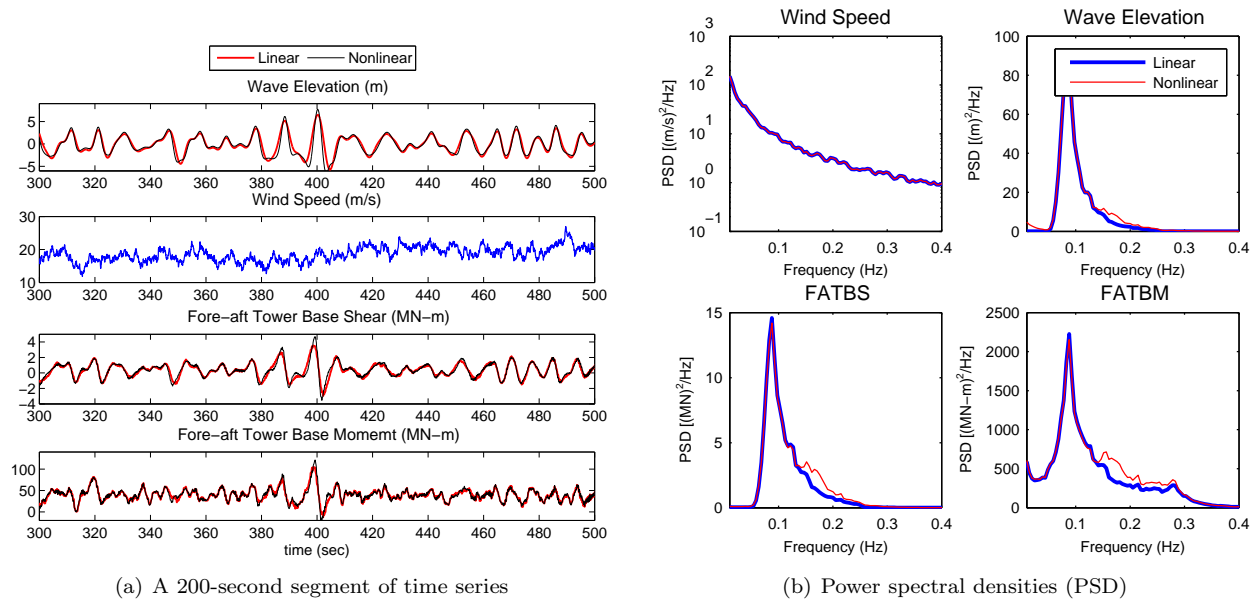 Linear
Nonlinear
Wave Elevation (m)
5
0
−5
300 320 340 360 380 400 420 440 460 480 500
Wind Speed (m/s)
30
20
10
300 320 340 360 380 400 420 440 460 480 500
Fore−aft Tower Base Shear (MN−m)
4
2
0
−2
−4
300 320 340 360 380 400 420 440 460 480 500
Fore−aft Tower Base Momemt (MN−m)
100
50
0
300 320 340 360 380 400 420 440 460 480 500
time (sec)
(a) A 200-second segment of time series
Wind Speed
PSD [(m/s)²/Hz]
10³
10²
10¹
10⁰
10⁻¹
0.1 0.2 0.3 0.4
Frequency (Hz)
Wave Elevation
PSD [(m)²/Hz]
100
80
60
40
20
0
Linear
Nonlinear
0.1 0.2 0.3 0.4
Frequency (Hz)
FATBS
PSD [(MN)²/Hz]
15
10
5
0
0.1 0.2 0.3 0.4
Frequency (Hz)
FATBM
PSD [(MN−m)²/Hz]
2500
2000
1500
1000
500
0
0.1 0.2 0.3 0.4
Frequency (Hz)
(b) Power spectral densities (PSD)